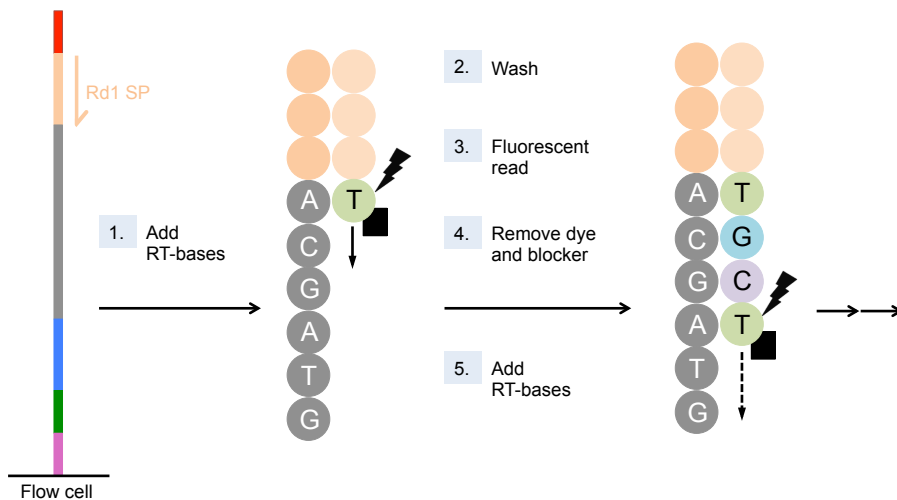 Rd1 SP
Flow cell
1. Add
RT-bases
A T
C
G
A
T
G
2. Wash
3. Fluorescent
read
4. Remove dye
and blocker
5. Add
RT-bases
A T
C G
G C
A T
T
G